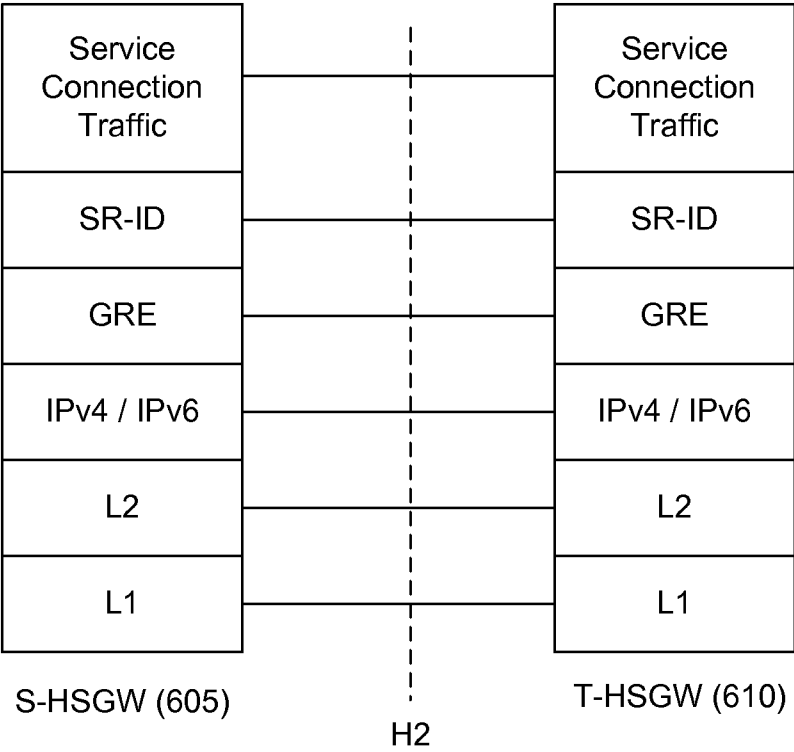 Service
Connection
Traffic
SR-ID
GRE
IPv4 / IPv6
L2
L1
S-HSGW (605)
Service
Connection
Traffic
SR-ID
GRE
IPv4 / IPv6
L2
L1
T-HSGW (610)
H2